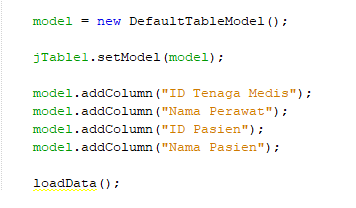 model = new DefaultTableModel();
jTable1.setModel(model);
model.addColumn("ID Tenaga Medis");
model.addColumn("Nama Perawat");
model.addColumn("ID Pasien");
model.addColumn("Nama Pasien");
loadData();